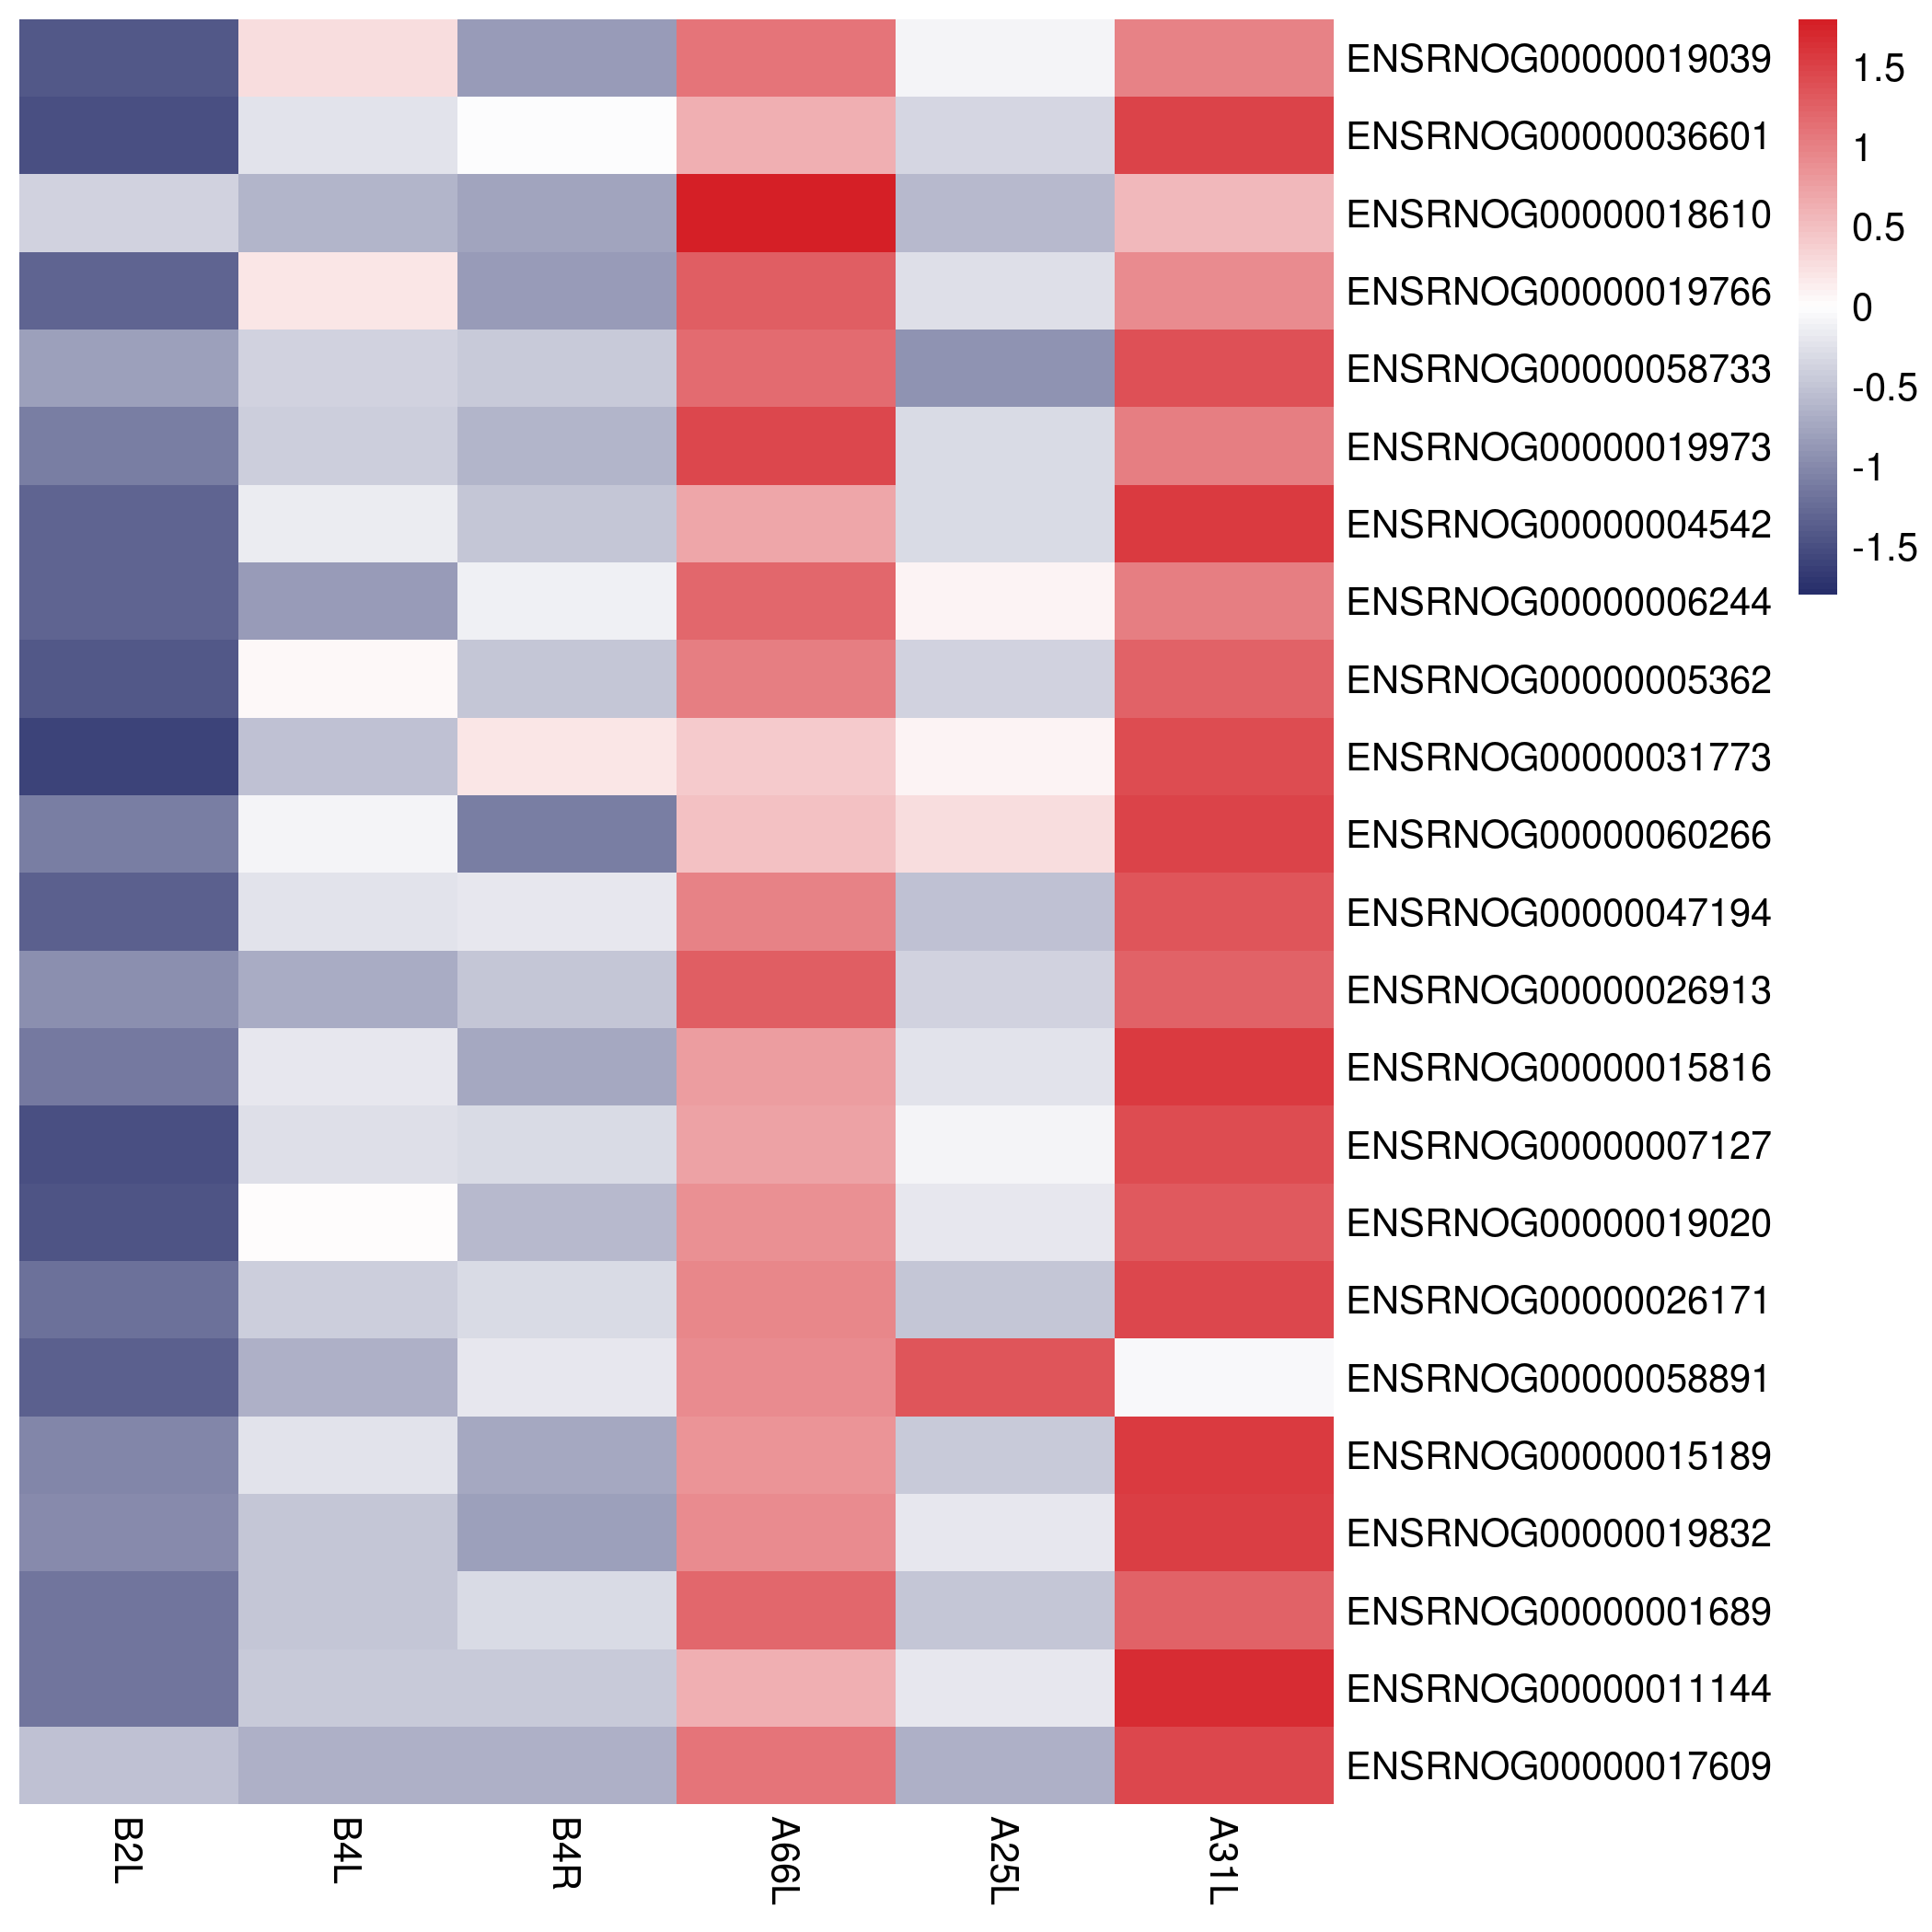 ENSRNOG00000019039
ENSRNOG00000036601
ENSRNOG00000018610
ENSRNOG00000019766
ENSRNOG00000058733
ENSRNOG00000019973
ENSRNOG00000004542
ENSRNOG00000006244
ENSRNOG00000005362
ENSRNOG00000031773
ENSRNOG00000060266
ENSRNOG00000047194
ENSRNOG00000026913
ENSRNOG00000015816
ENSRNOG00000007127
ENSRNOG00000019020
ENSRNOG00000026171
ENSRNOG00000058891
ENSRNOG00000015189
ENSRNOG00000019832
ENSRNOG00000001689
ENSRNOG00000011144
ENSRNOG00000017609
1.5
1
0.5
0
-0.5
-1
-1.5
B2L
B4L
B4R
A66L
A25L
A31L